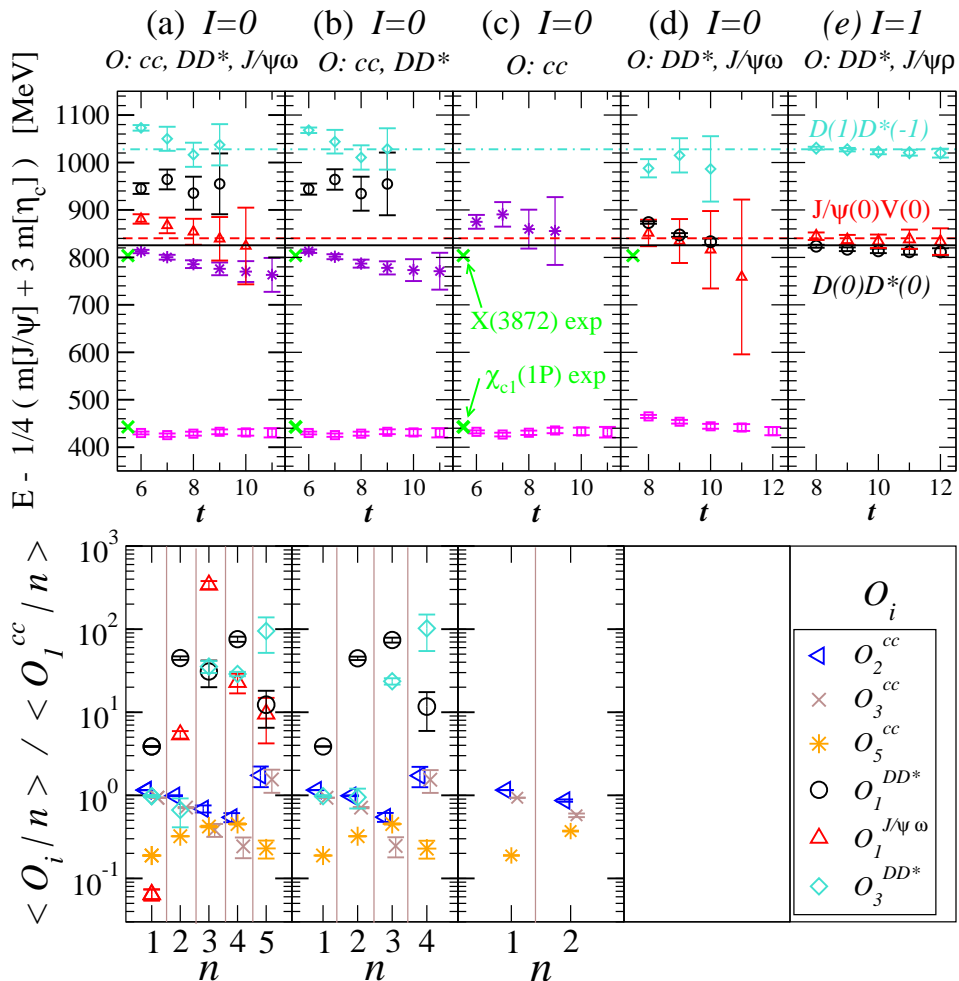 (a) I=0 (b) I=0 (c) I=0 (d) I=0 (e) I=1
O: cc, DD*, J/ψω O: cc, DD* O: cc O: DD*, J/ψω O: DD*, J/ψρ
E - 1/4 ( m[J/ψ] + 3 m[η_c] ) [MeV]
1100
1000
900
800
700
600
500
400
D(1)D*(-1)
J/ψ(0)V(0)
D(0)D*(0)
X(3872) exp
χ_c1(1P) exp
6 8 10 6 8 10 6 8 10 8 10 12 8 10 12
t t t t t
< O_i | n > / < O_1^cc | n >
10^3
10^2
10^1
10^0
10^-1
1 2 3 4 5 1 2 3 4 1 2
n n n
O_i
O_2^cc
O_3^cc
O_5^cc
O_1^DD*
O_1^J/ψ ω
O_3^DD*